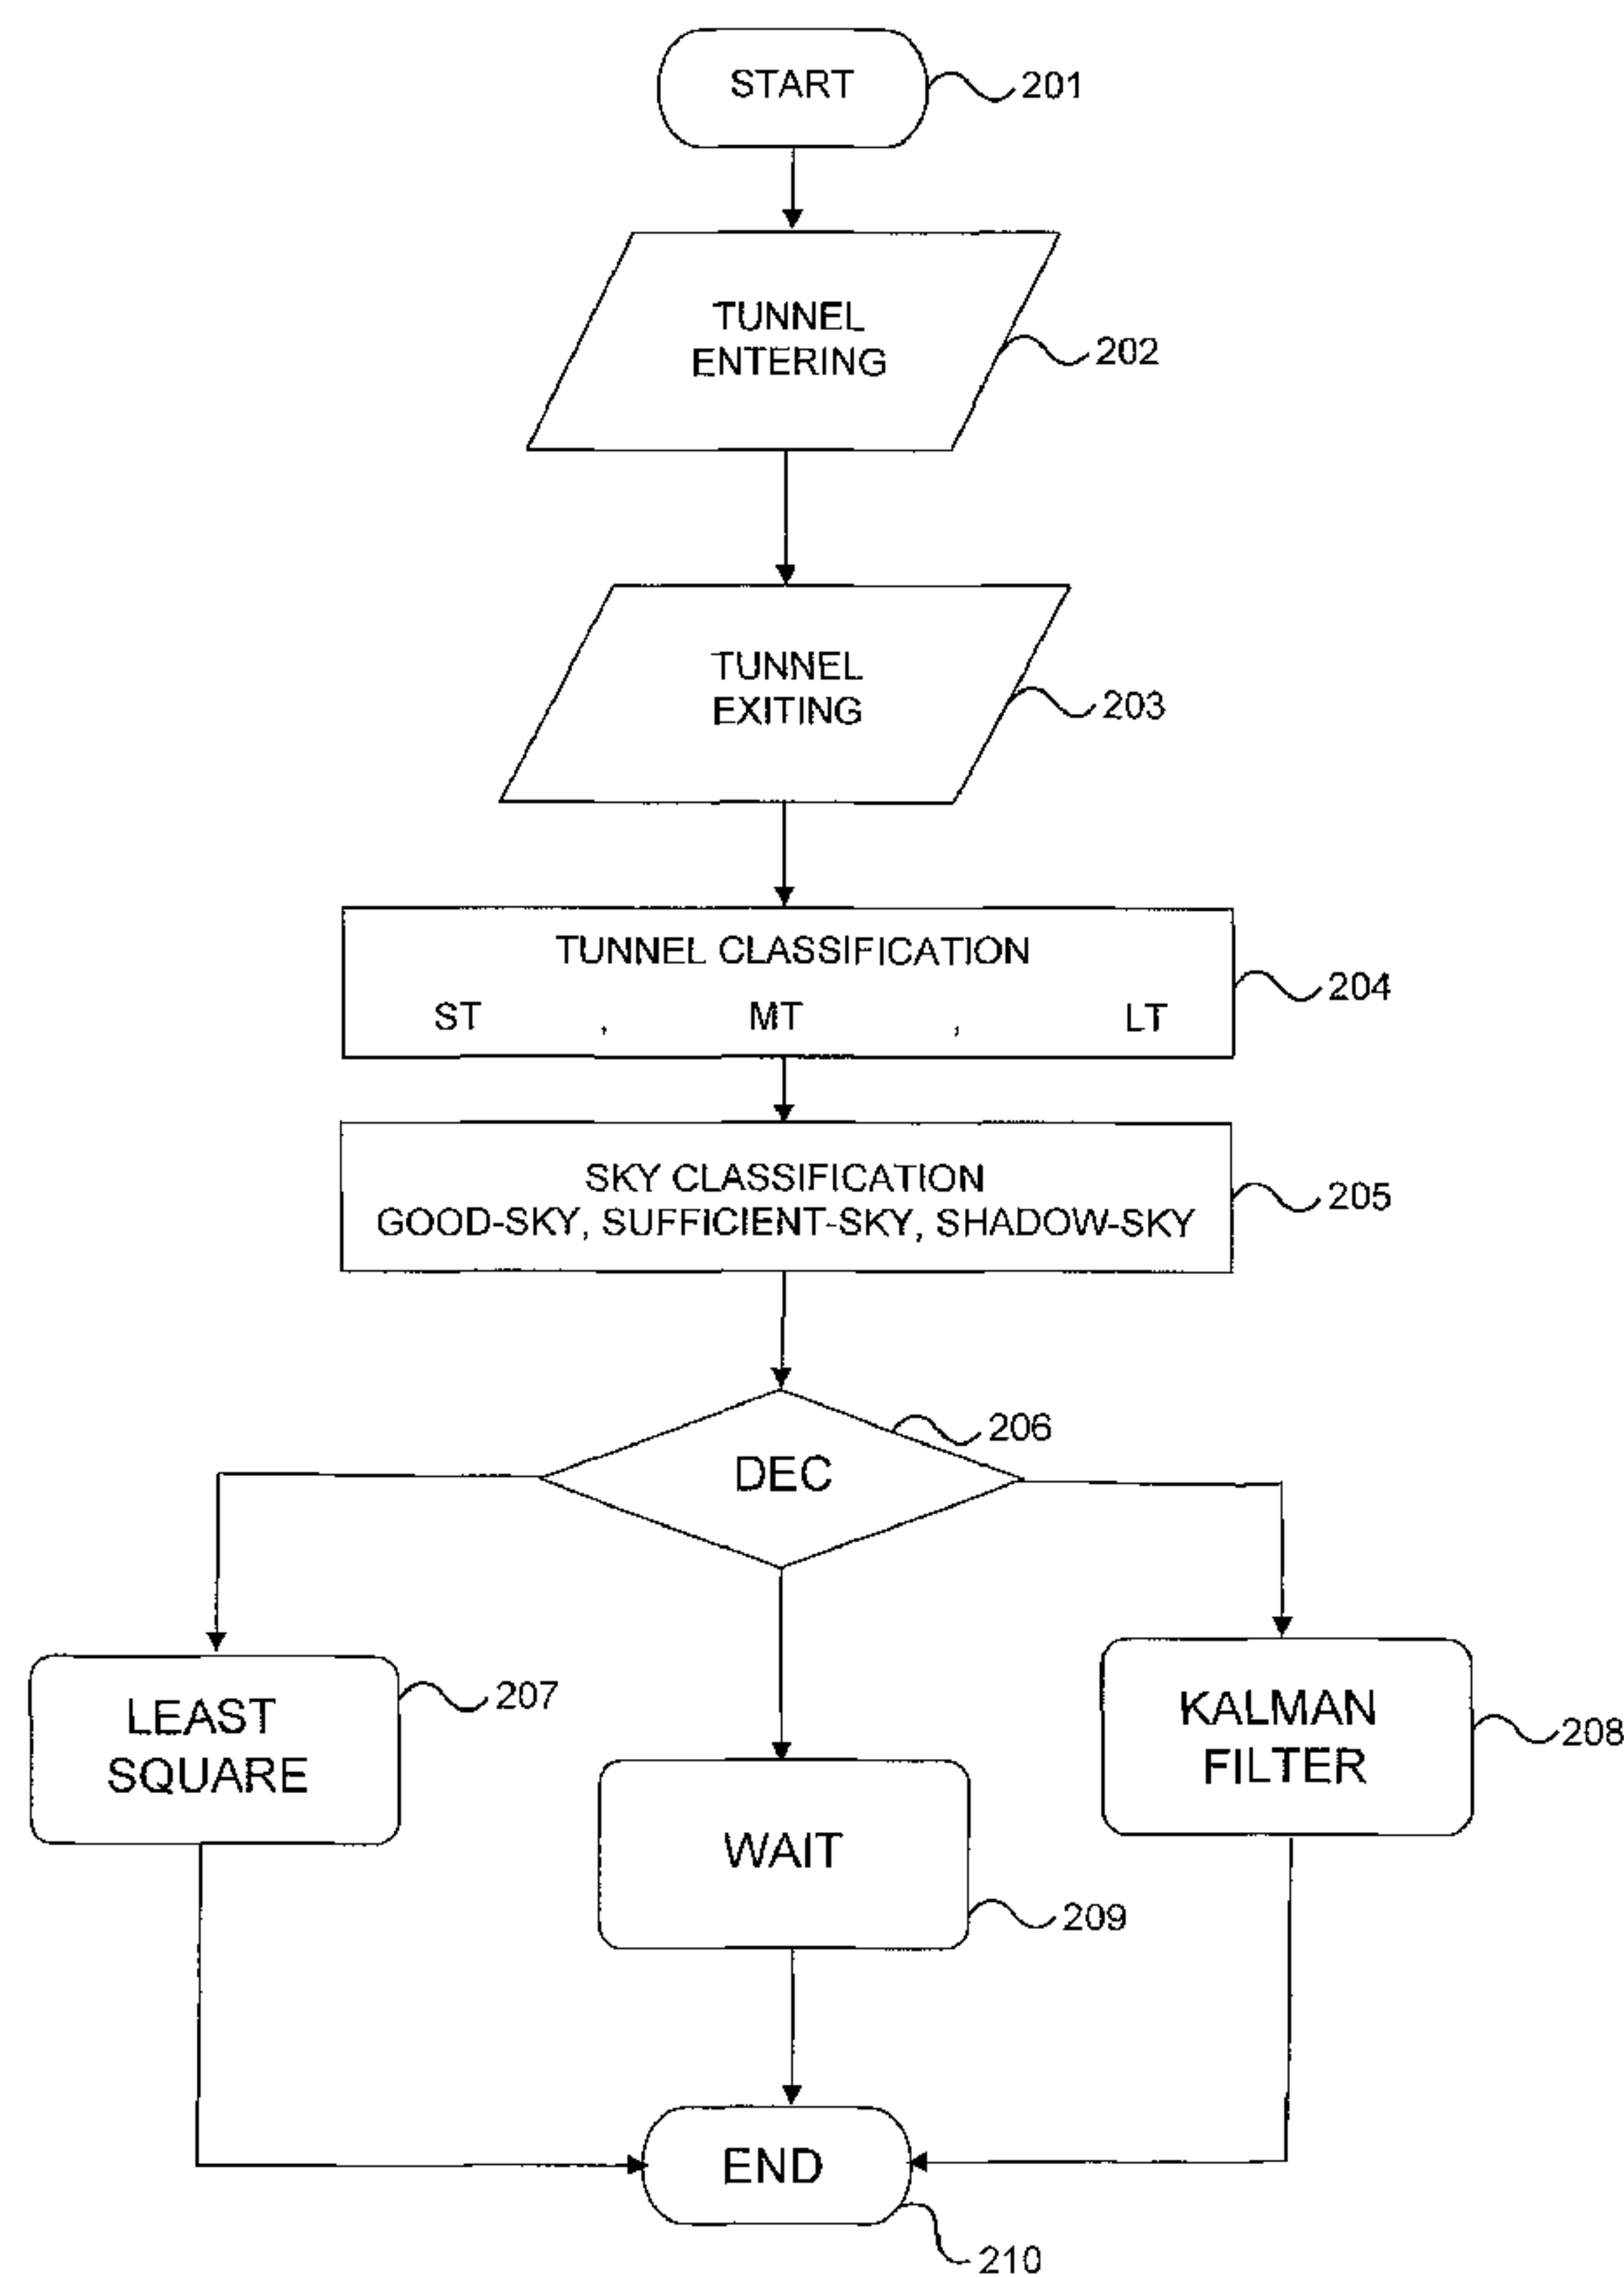 START
201
TUNNEL
ENTERING
202
TUNNEL
EXITING
203
TUNNEL CLASSIFICATION
ST , MT , LT
204
SKY CLASSIFICATION
GOOD-SKY, SUFFICIENT-SKY, SHADOW-SKY
205
DEC
206
LEAST
SQUARE
207
KALMAN
FILTER
208
WAIT
209
END
210